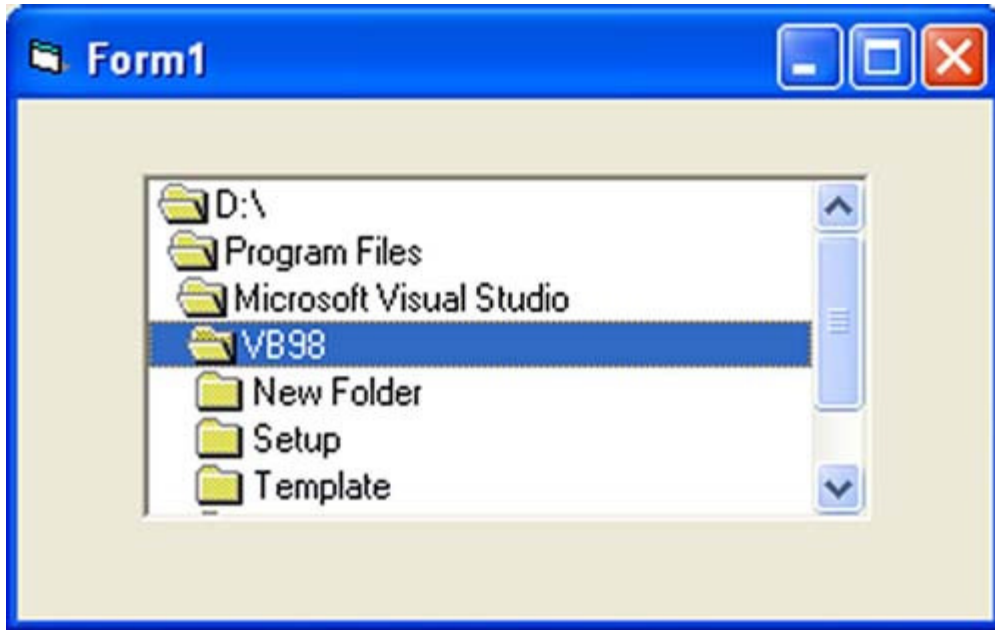 Form1
D:\
Program Files
Microsoft Visual Studio
VB98
New Folder
Setup
Template